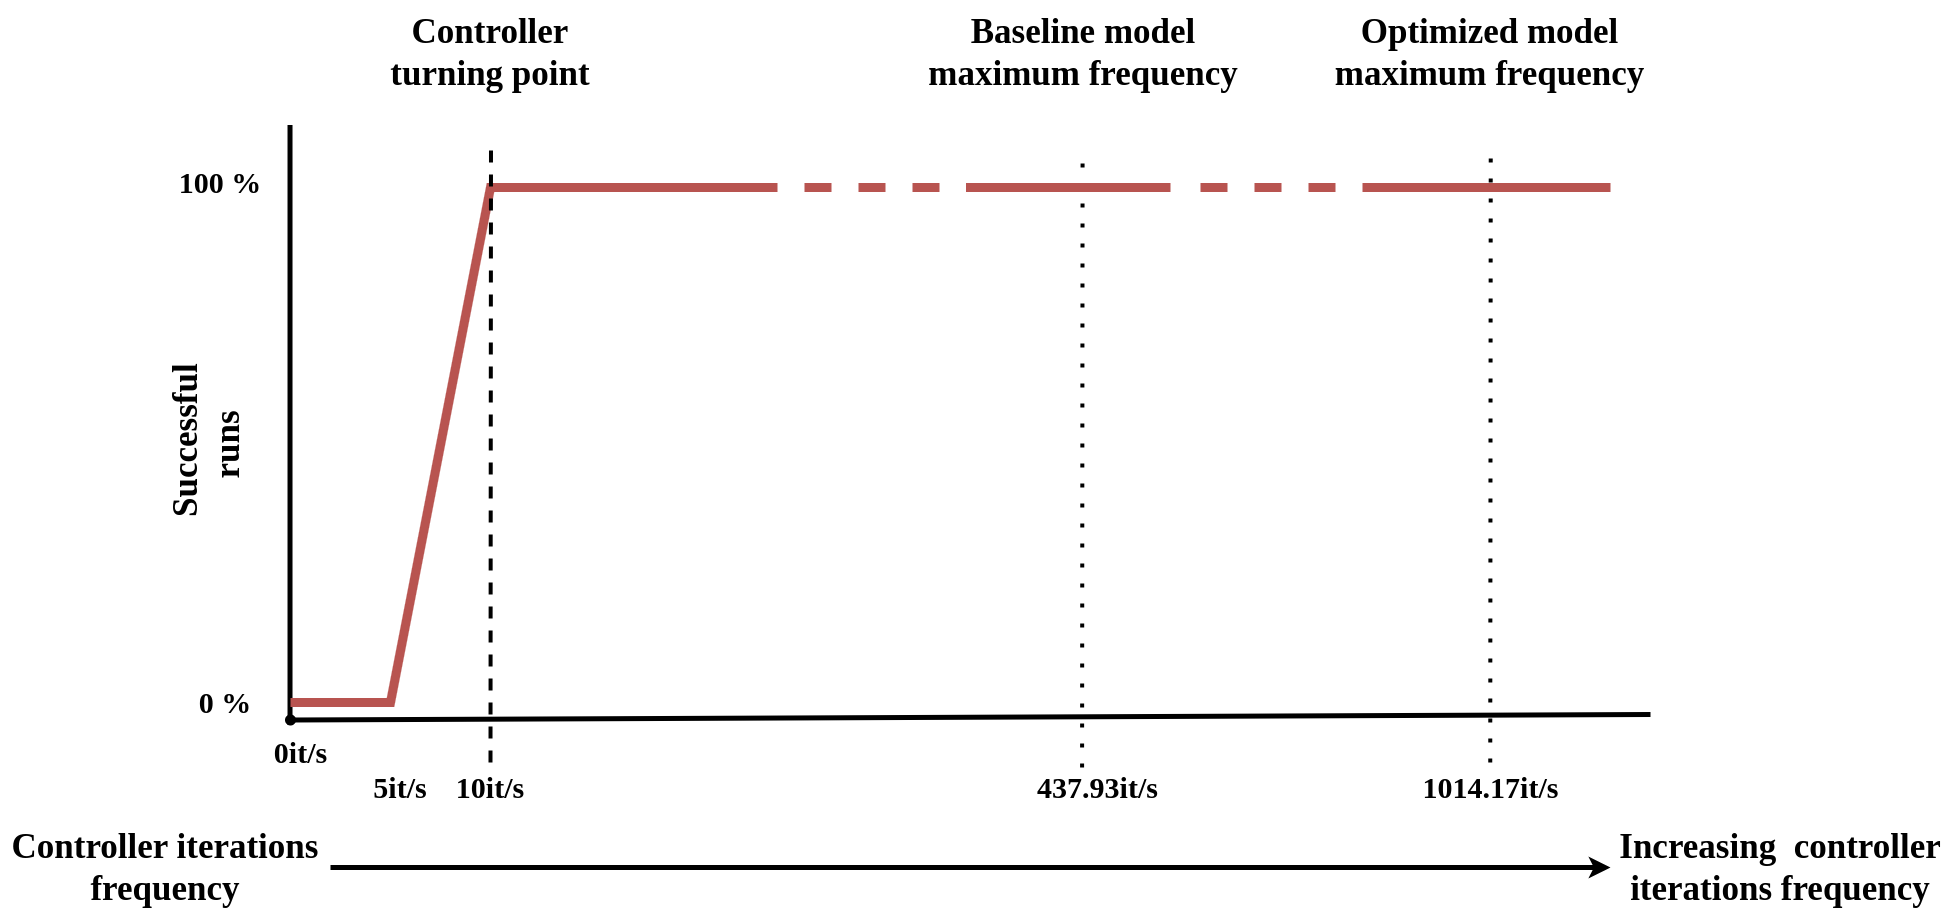 Controller
turning point
Baseline model
maximum frequency
Optimized model
maximum frequency
100 %
Successful
runs
0 %
0it/s
5it/s
10it/s
437.93it/s
1014.17it/s
Controller iterations
frequency
Increasing  controller
iterations frequency